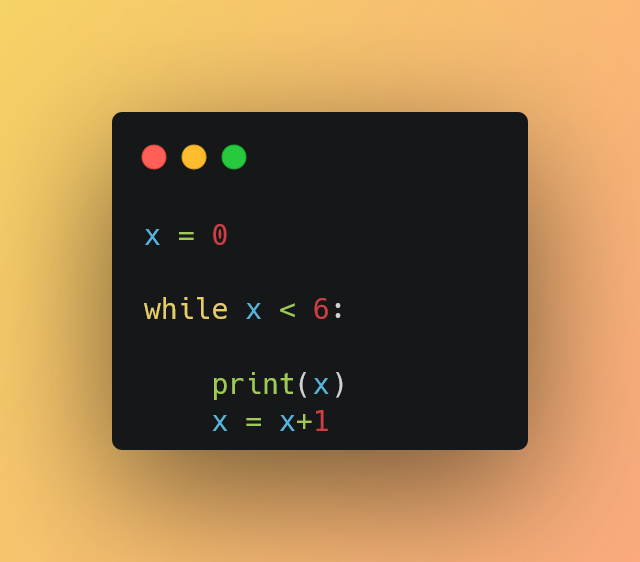 x = 0
while x < 6:
    print(x)
    x = x+1